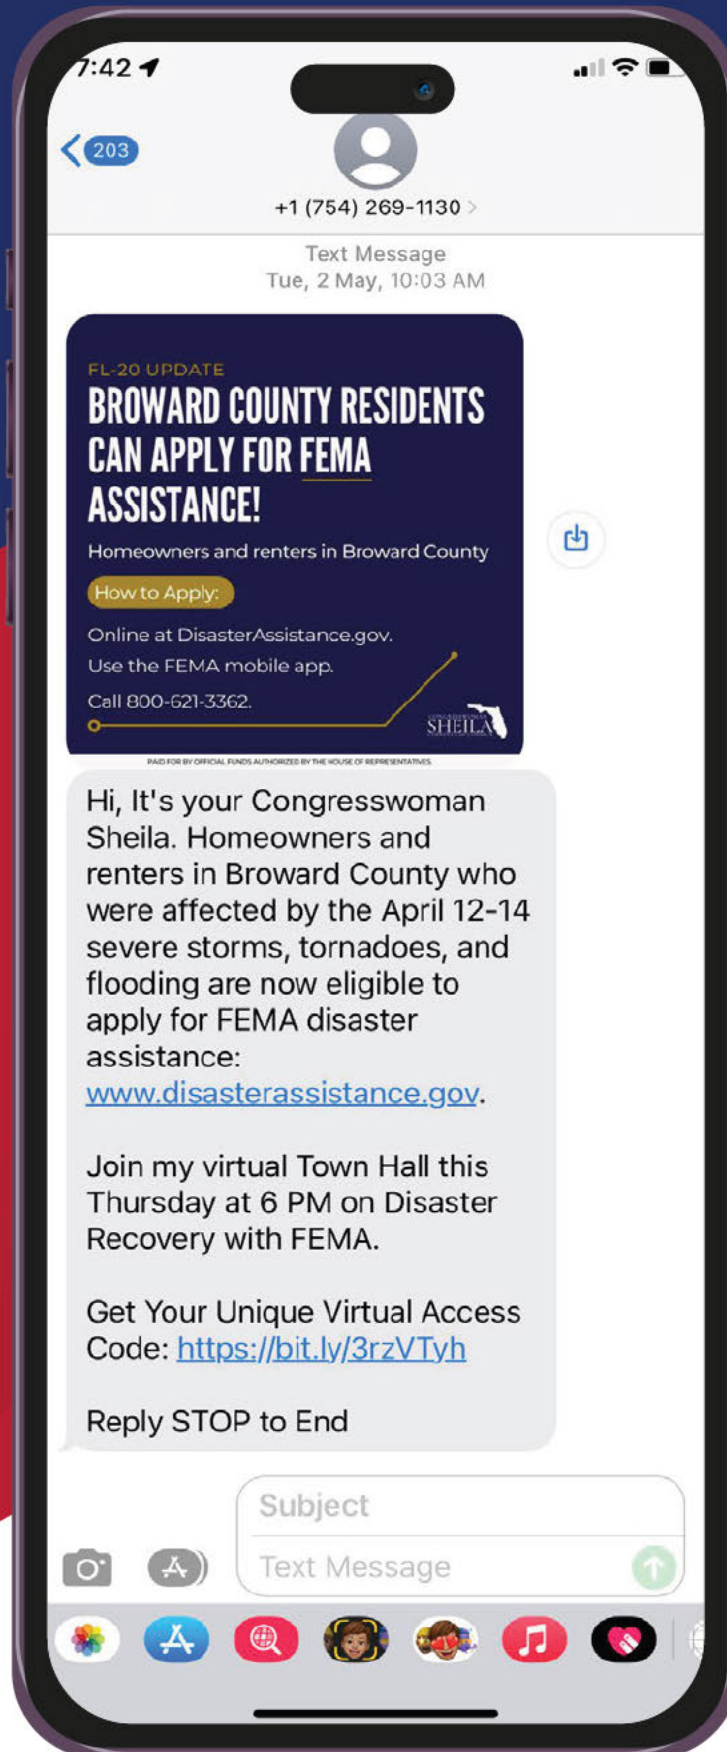 7:42
203
+1 (754) 269-1130 >
Text Message
Tue, 2 May, 10:03 AM
FL-20 UPDATE
BROWARD COUNTY RESIDENTS
CAN APPLY FOR FEMA
ASSISTANCE!
Homeowners and renters in Broward County
How to Apply:
Online at DisasterAssistance.gov.
Use the FEMA mobile app.
Call 800-621-3362.
CONGRESSWOMAN
SHEILA
PAID FOR BY OFFICIAL FUNDS AUTHORIZED BY THE HOUSE OF REPRESENTATIVES.
Hi, It's your Congresswoman
Sheila. Homeowners and
renters in Broward County who
were affected by the April 12-14
severe storms, tornadoes, and
flooding are now eligible to
apply for FEMA disaster
assistance:
www.disasterassistance.gov.
Join my virtual Town Hall this
Thursday at 6 PM on Disaster
Recovery with FEMA.
Get Your Unique Virtual Access
Code: https://bit.ly/3rzVTyh
Reply STOP to End
Subject
Text Message